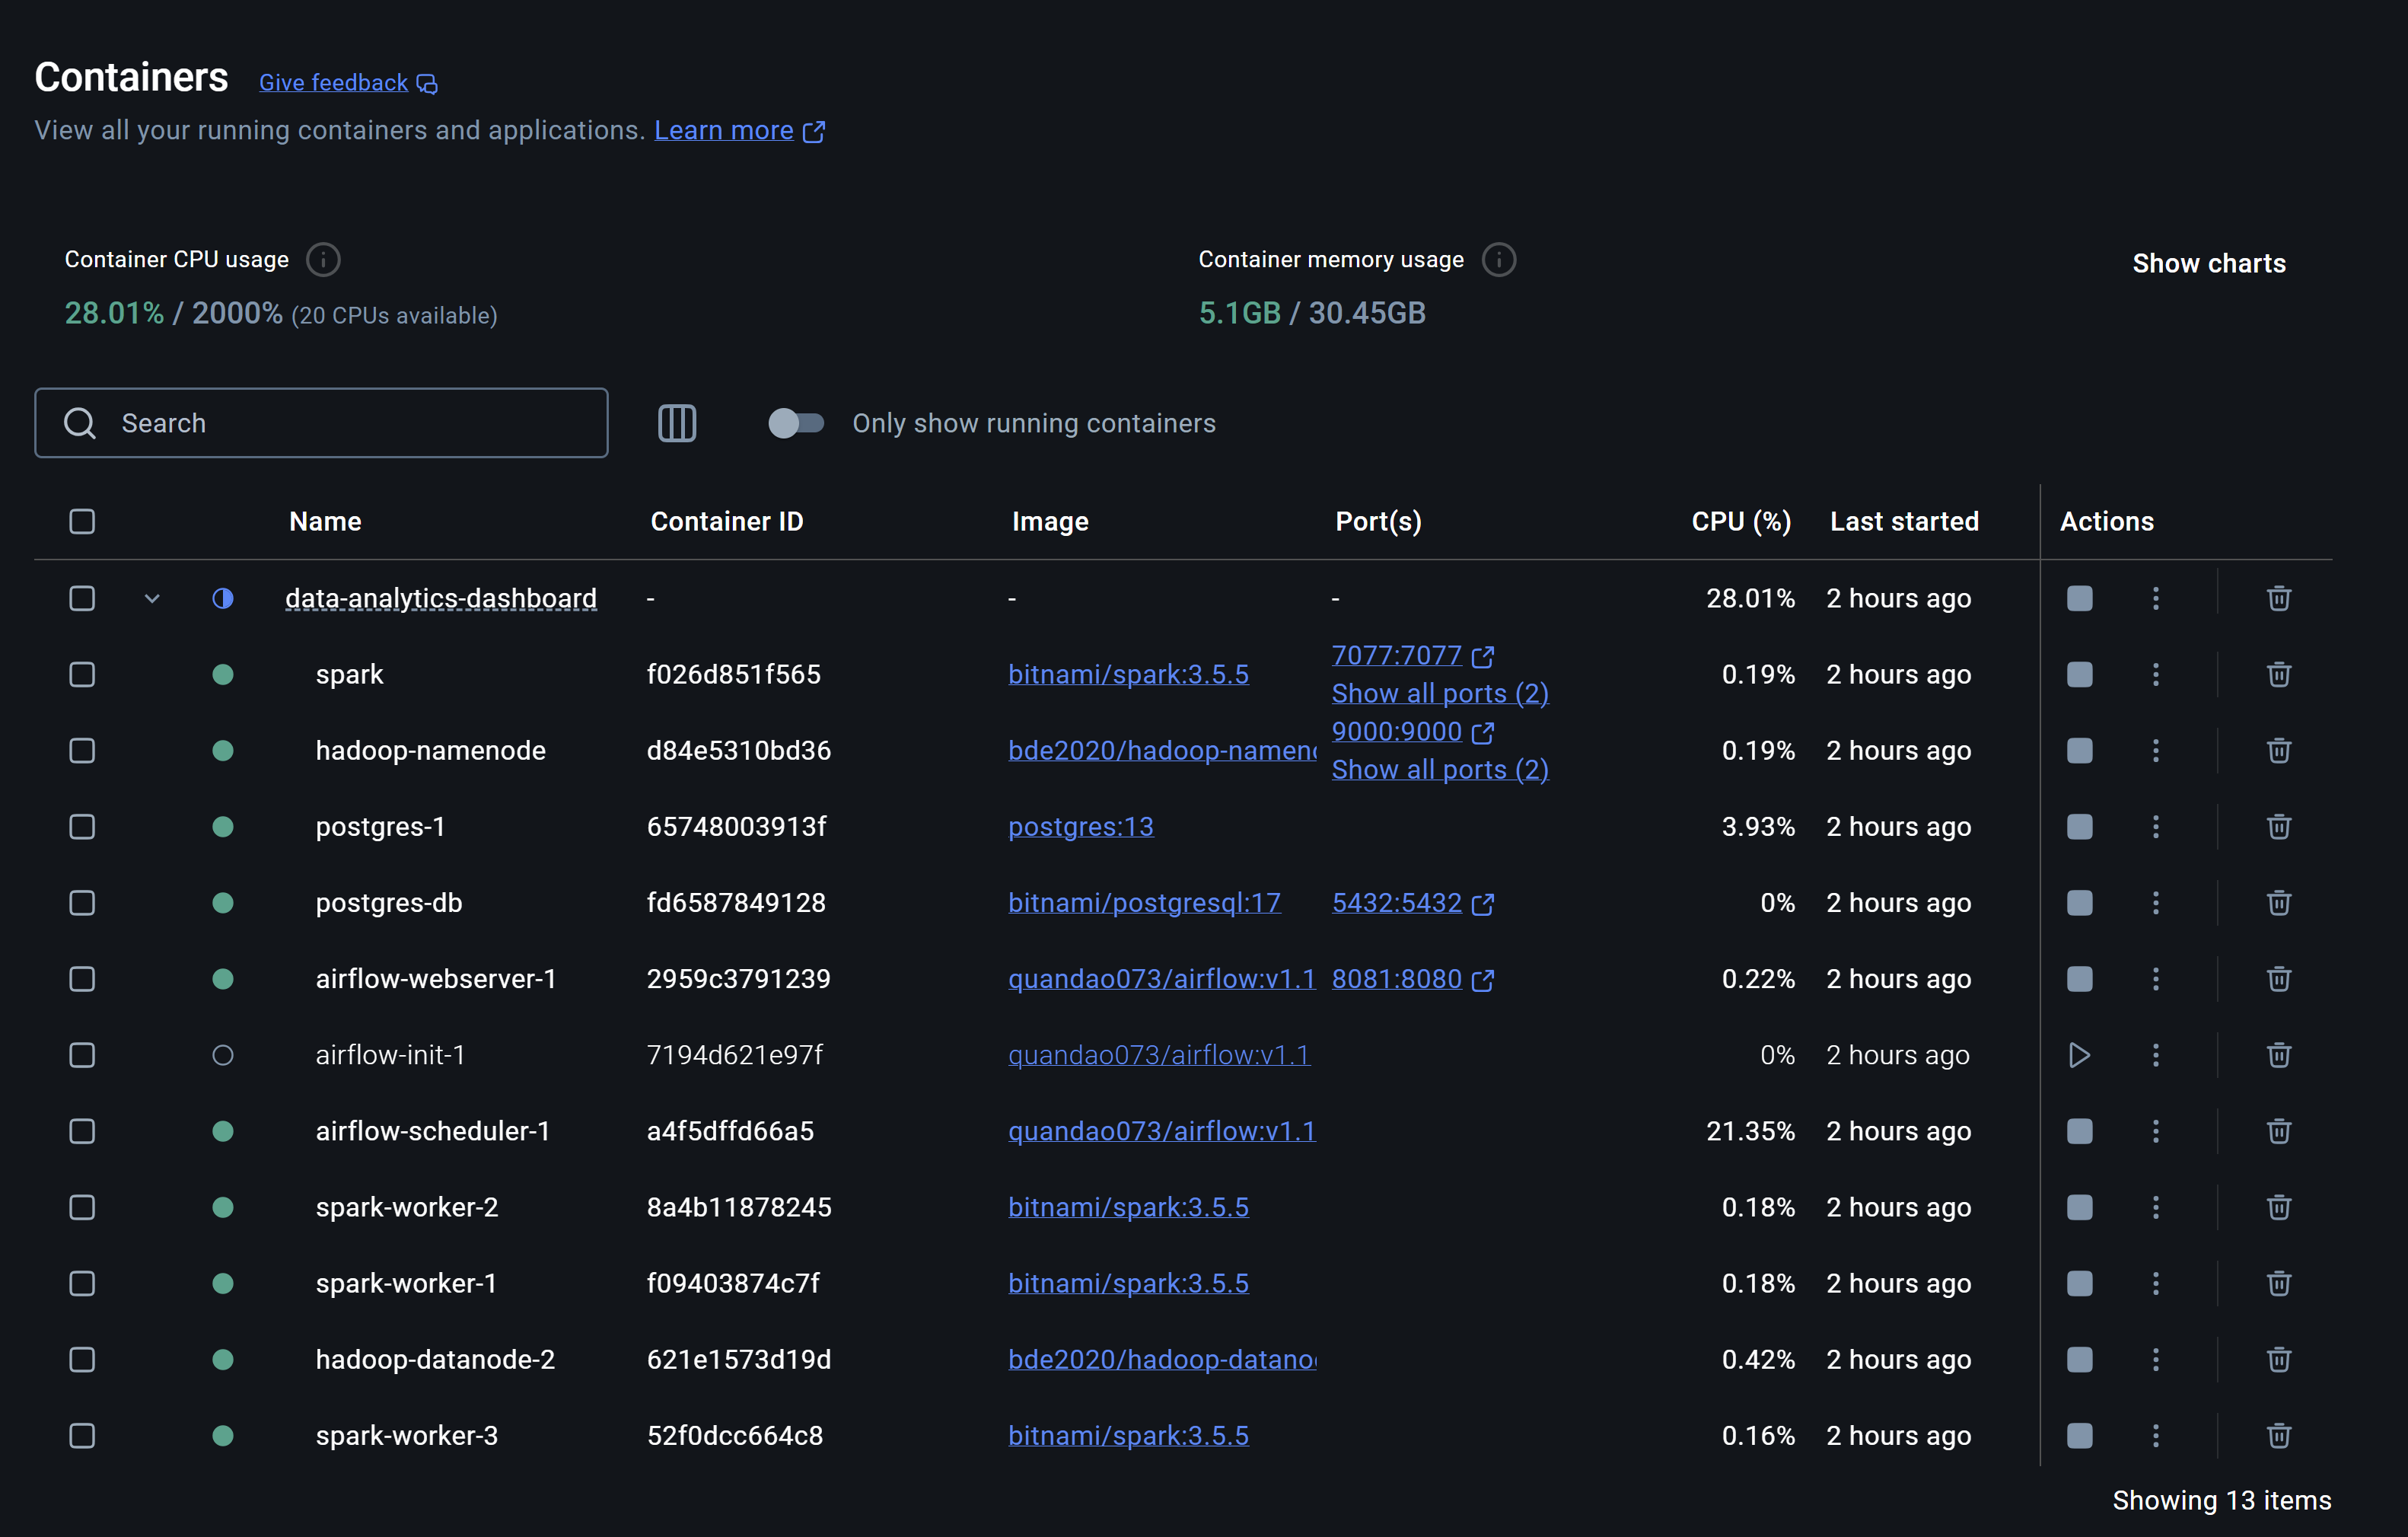 Containers Give feedback
View all your running containers and applications. Learn more
Container CPU usage
28.01% / 2000% (20 CPUs available)
Container memory usage
5.1GB / 30.45GB
Show charts
Search
Only show running containers
Name Container ID Image Port(s) CPU (%) Last started Actions
data-analytics-dashboard - - - 28.01% 2 hours ago
spark f026d851f565 bitnami/spark:3.5.5 7077:7077 0.19% 2 hours ago
Show all ports (2)
hadoop-namenode d84e5310bd36 bde2020/hadoop-nameno 9000:9000 0.19% 2 hours ago
Show all ports (2)
postgres-1 65748003913f postgres:13 3.93% 2 hours ago
postgres-db fd6587849128 bitnami/postgresql:17 5432:5432 0% 2 hours ago
airflow-webserver-1 2959c3791239 quandao073/airflow:v1.1 8081:8080 0.22% 2 hours ago
airflow-init-1 7194d621e97f quandao073/airflow:v1.1 0% 2 hours ago
airflow-scheduler-1 a4f5dffd66a5 quandao073/airflow:v1.1 21.35% 2 hours ago
spark-worker-2 8a4b11878245 bitnami/spark:3.5.5 0.18% 2 hours ago
spark-worker-1 f09403874c7f bitnami/spark:3.5.5 0.18% 2 hours ago
hadoop-datanode-2 621e1573d19d bde2020/hadoop-datano 0.42% 2 hours ago
spark-worker-3 52f0dcc664c8 bitnami/spark:3.5.5 0.16% 2 hours ago
Showing 13 items